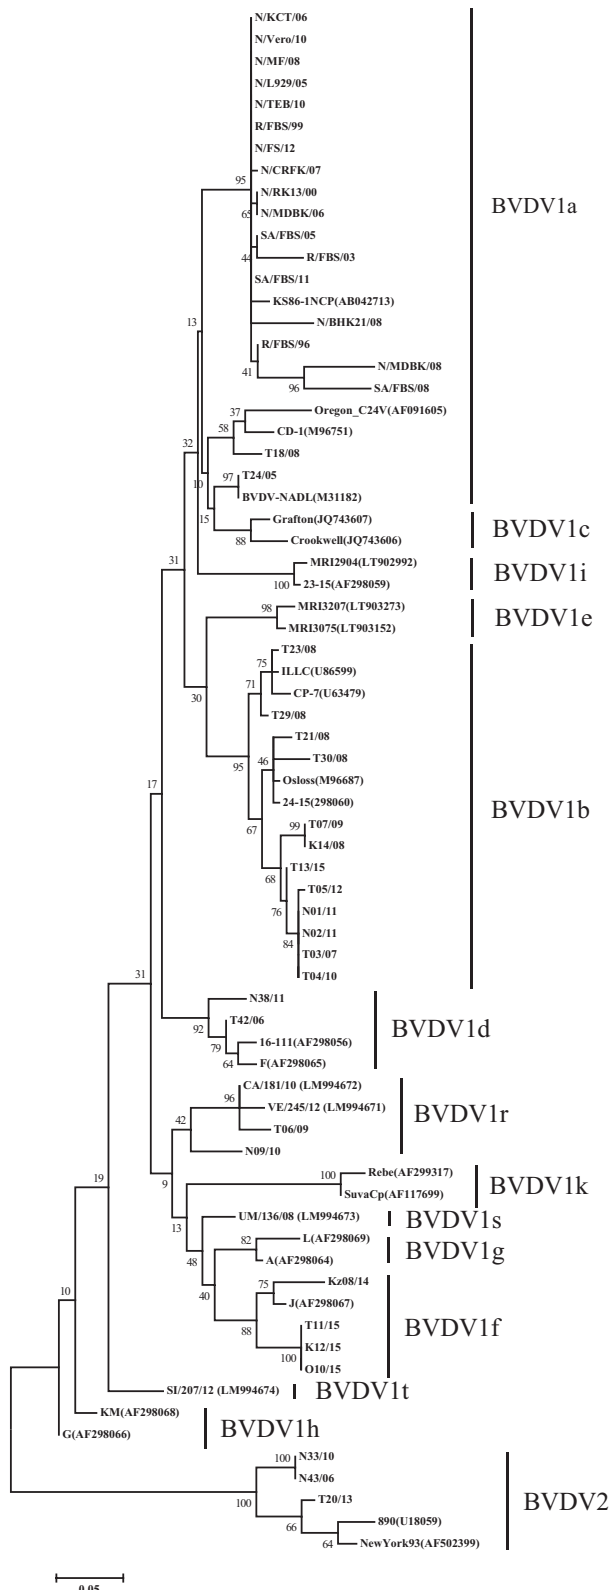 N/KCT/06
N/Vero/10
N/MF/08
N/L929/05
N/TEB/10
R/FBS/99
N/FS/12
N/CRFK/07
95
N/RK13/00
65
N/MDBK/06
BVDV1a
SA/FBS/05
44
R/FBS/03
SA/FBS/11
KS86-1NCP(AB042713)
N/BHK21/08
13
R/FBS/96
41
N/MDBK/08
96
SA/FBS/08
37
Oregon_C24V(AF091605)
58
CD-1(M96751)
32
T18/08
97
T24/05
10
BVDV-NADL(M31182)
15
Grafton(JQ743607)
88
Crookwell(JQ743606)
BVDV1c
31
MRI2904(LT902992)
100
23-15(AF298059)
BVDV1i
98
MRI3207(LT903273)
MRI3075(LT903152)
BVDV1e
T23/08
75
ILLC(U86599)
71
CP-7(U63479)
30
T29/08
T21/08
95
46
T30/08
Osloss(M96687)
17
24-15(298060)
BVDV1b
67
99
T07/09
K14/08
T13/15
68
T05/12
76
N01/11
N02/11
84
T03/07
T04/10
31
N38/11
92
T42/06
79
16-111(AF298056)
64
F(AF298065)
BVDV1d
CA/181/10 (LM994672)
96
VE/245/12 (LM994671)
42
T06/09
N09/10
BVDV1r
9
100
Rebe(AF299317)
SuvaCp(AF117699)
BVDV1k
19
13
UM/136/08 (LM994673)
BVDV1s
48
82
L(AF298069)
A(AF298064)
BVDV1g
40
75
Kz08/14
J(AF298067)
10
88
T11/15
K12/15
100
O10/15
BVDV1f
SI/207/12 (LM994674)
BVDV1t
KM(AF298068)
G(AF298066)
BVDV1h
100
N33/10
N43/06
100
T20/13
66
890(U18059)
64
NewYork93(AF502399)
BVDV2
0.05